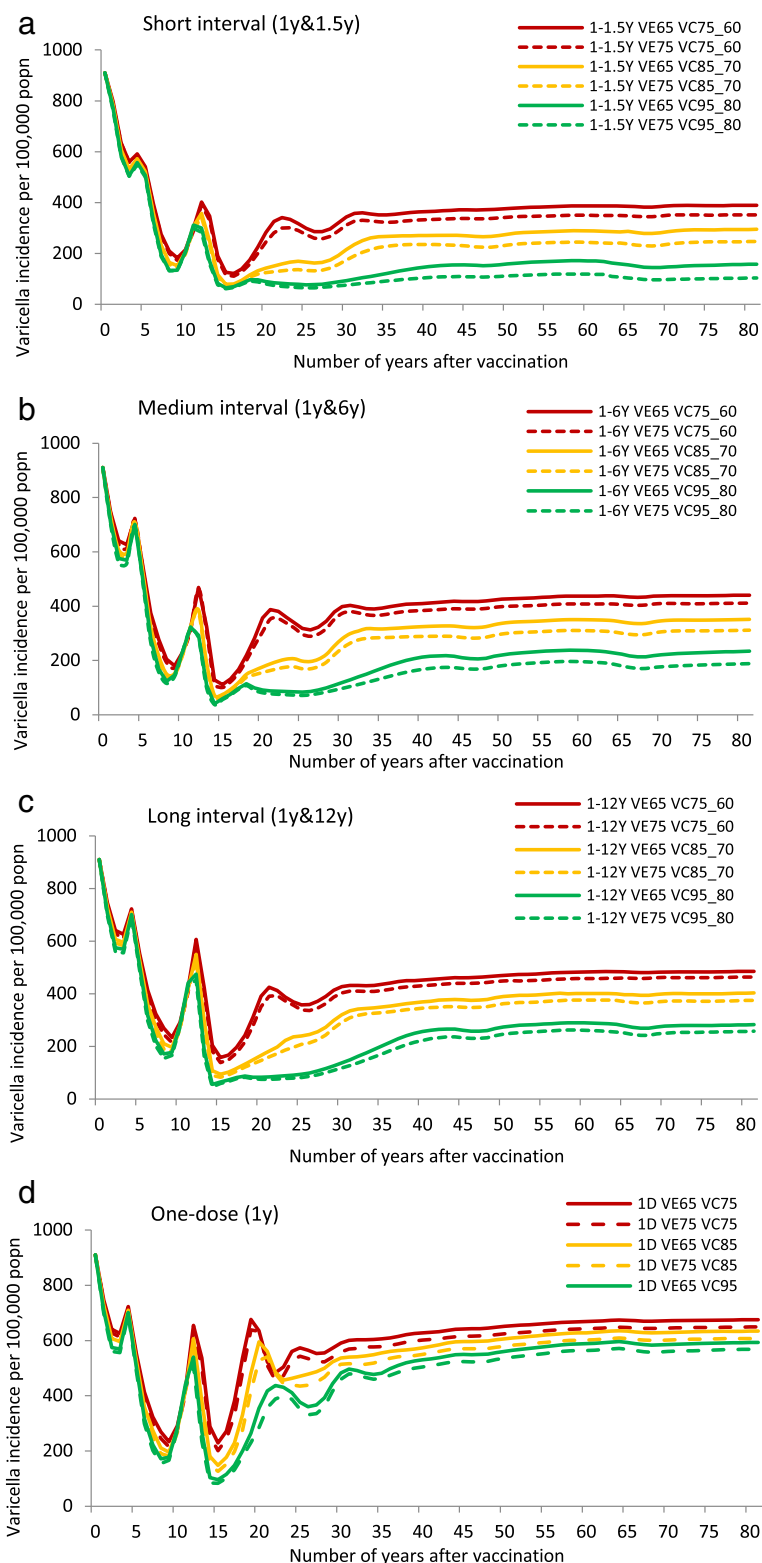 a
Short interval (1y&1.5y)
1-1.5Y VE65 VC75_60
1-1.5Y VE75 VC75_60
1-1.5Y VE65 VC85_70
1-1.5Y VE75 VC85_70
1-1.5Y VE65 VC95_80
1-1.5Y VE75 VC95_80
Varicella incidence per 100,000 popn
1000
800
600
400
200
0
0 5 10 15 20 25 30 35 40 45 50 55 60 65 70 75 80
Number of years after vaccination
b
Medium interval (1y&6y)
1-6Y VE65 VC75_60
1-6Y VE75 VC75_60
1-6Y VE65 VC85_70
1-6Y VE75 VC85_70
1-6Y VE65 VC95_80
1-6Y VE75 VC95_80
Varicella incidence per 100,000 popn
1000
800
600
400
200
0
0 5 10 15 20 25 30 35 40 45 50 55 60 65 70 75 80
Number of years after vaccination
c
Long interval (1y&12y)
1-12Y VE65 VC75_60
1-12Y VE75 VC75_60
1-12Y VE65 VC85_70
1-12Y VE75 VC85_70
1-12Y VE65 VC95_80
1-12Y VE75 VC95_80
Varicella incidence per 100,000 popn
1000
800
600
400
200
0
0 5 10 15 20 25 30 35 40 45 50 55 60 65 70 75 80
Number of years after vaccination
d
One-dose (1y)
1D VE65 VC75
1D VE75 VC75
1D VE65 VC85
1D VE75 VC85
1D VE65 VC95
Varicella incidence per 100,000 popn
1000
800
600
400
200
0
0 5 10 15 20 25 30 35 40 45 50 55 60 65 70 75 80
Number of years after vaccination